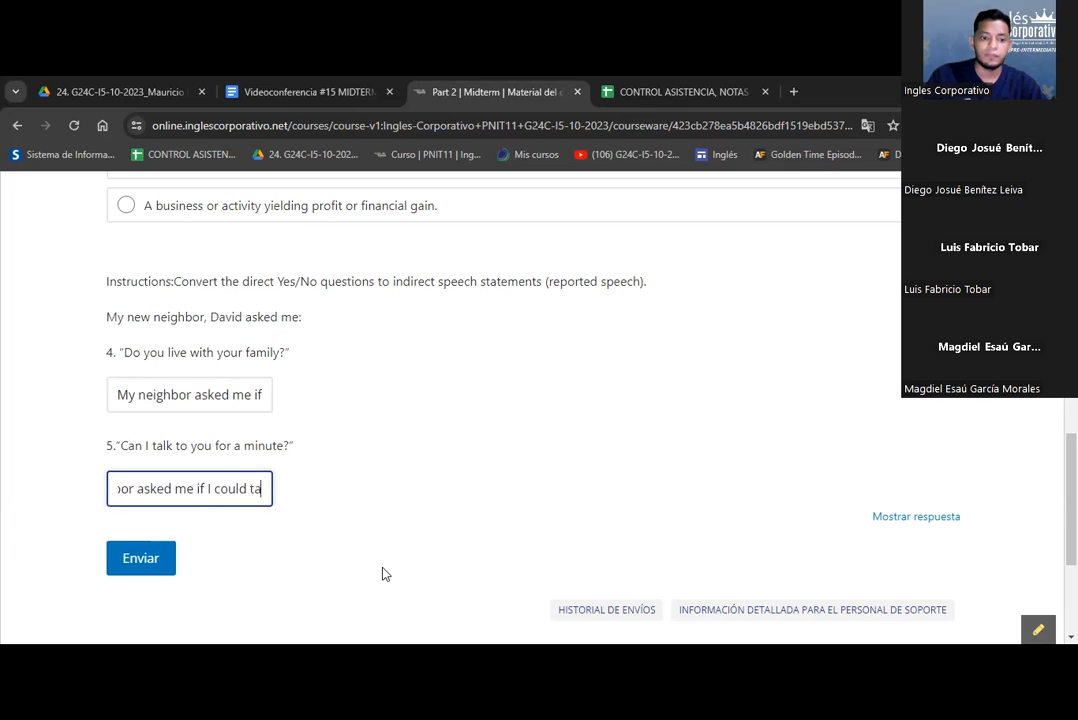 és
Corporativ
PRE-INTERMEDIATE
Ingles Corporativo
24. G24C-I5-10-2023_Mauricio
Videoconferencia #15 MIDTERM
Part 2 | Midterm | Material del c
CONTROL ASISTENCIA, NOTAS
online.inglescorporativo.net/courses/course-v1:Ingles-Corporativo+PNIT11+G24C-I5-10-2023/courseware/423cb278ea5b4826bdf1519ebd537...
Sistema de Informa...
CONTROL ASISTEN...
24. G24C-I5-10-202...
Curso | PNIT11 | Ing...
Mis cursos
(106) G24C-I5-10-2...
Inglés
Golden Time Episod...
Diego Josué Benít...
Diego Josué Benítez Leiva
A business or activity yielding profit or financial gain.
Luis Fabricio Tobar
Luis Fabricio Tobar
Instructions:Convert the direct Yes/No questions to indirect speech statements (reported speech).
My new neighbor, David asked me:
Magdiel Esaú Gar...
Magdiel Esaú García Morales
4. “Do you live with your family?”
My neighbor asked me if
5.“Can I talk to you for a minute?”
bor asked me if I could ta
Mostrar respuesta
Enviar
HISTORIAL DE ENVÍOS
INFORMACIÓN DETALLADA PARA EL PERSONAL DE SOPORTE